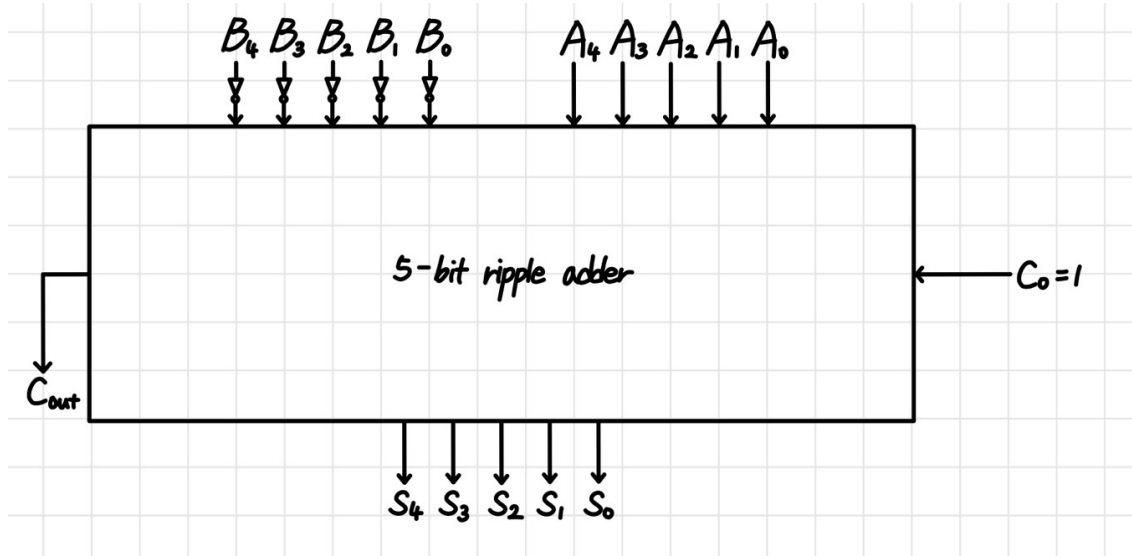 B₄ B₃ B₂ B₁ B₀ A₄ A₃ A₂ A₁ A₀
5-bit ripple adder
C₀=1
Cout
S₄ S₃ S₂ S₁ S₀